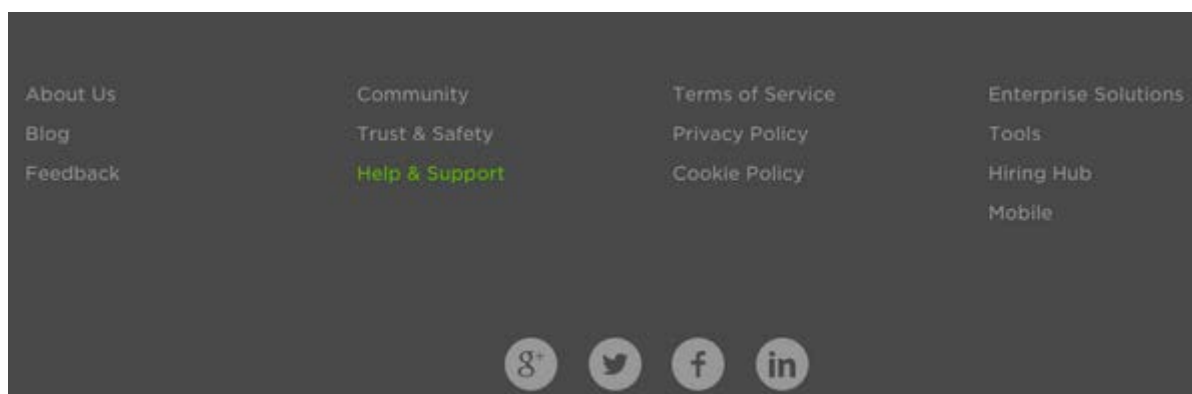 About Us
Blog
Feedback
Community
Trust & Safety
Help & Support
Terms of Service
Privacy Policy
Cookie Policy
Enterprise Solutions
Tools
Hiring Hub
Mobile
g+
f
in